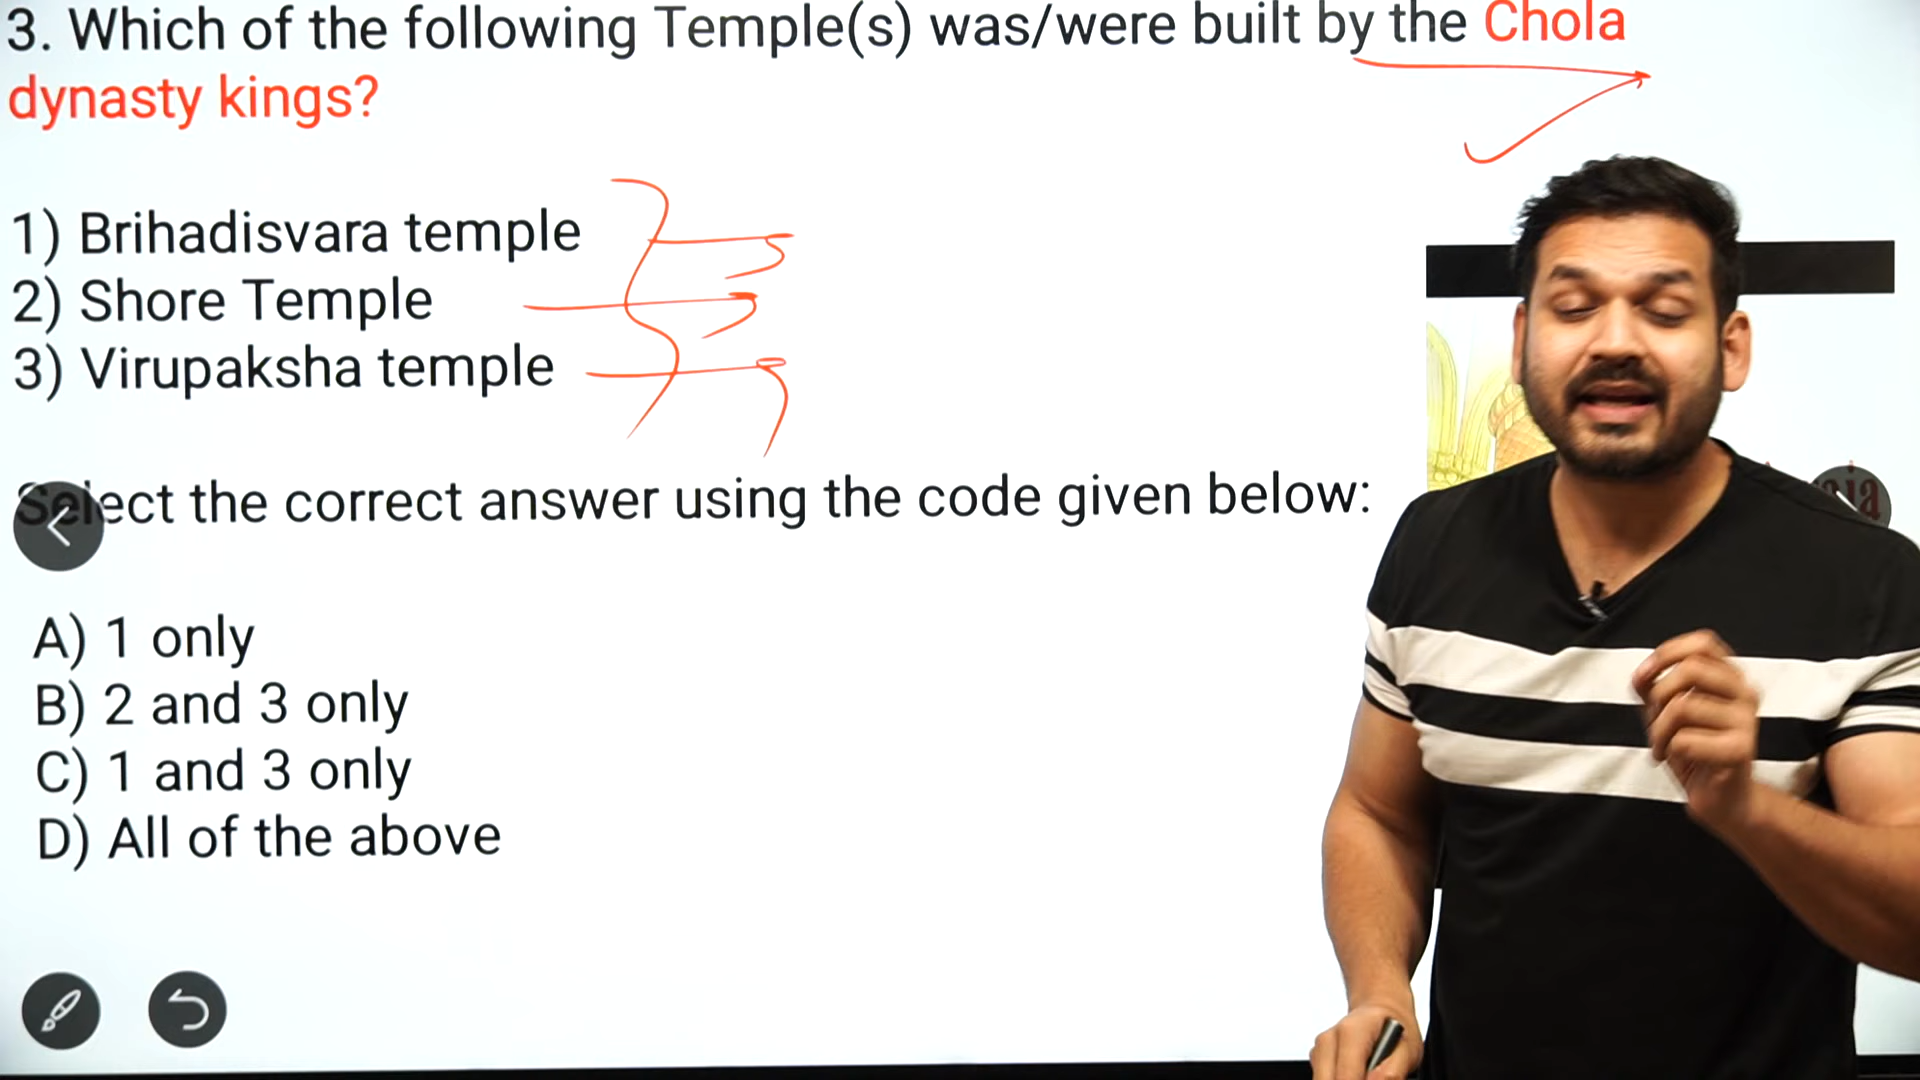 3. Which of the following Temple(s) was/were built by the Chola
dynasty kings?
1) Brihadisvara temple
2) Shore Temple
3) Virupaksha temple
Select the correct answer using the code given below:
A) 1 only
B) 2 and 3 only
C) 1 and 3 only
D) All of the above